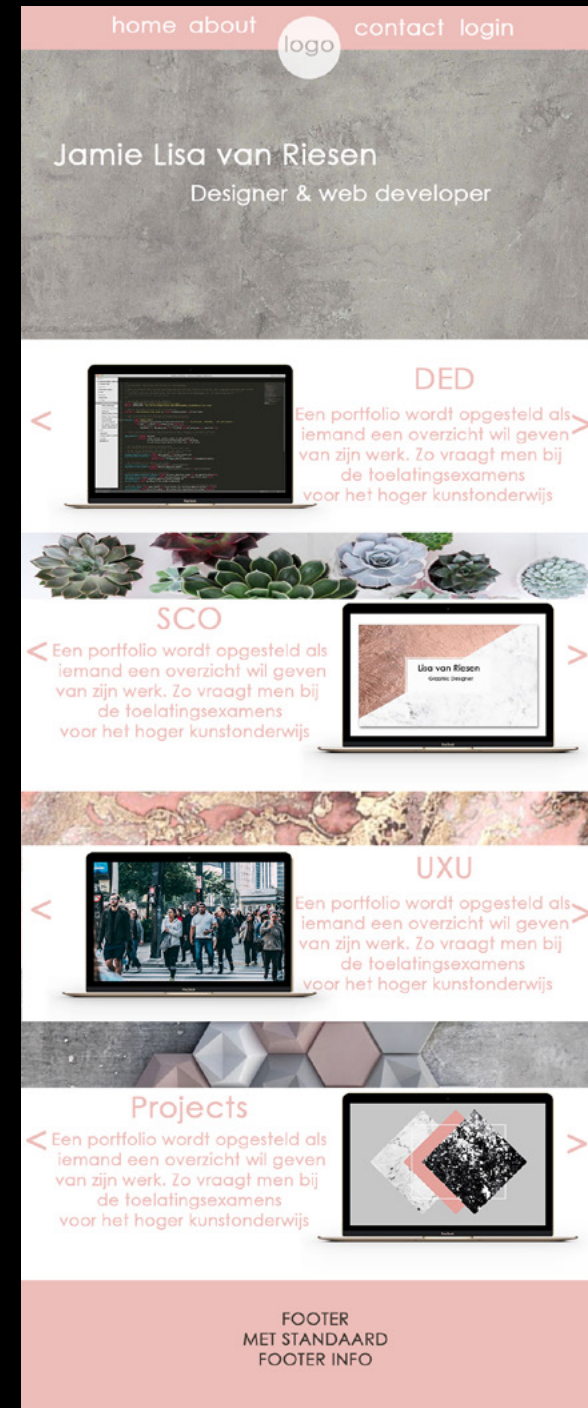 home about logo contact login
Jamie Lisa van Riesen
Designer & web developer
DED
<
Een portfolio wordt opgesteld als
iemand een overzicht wil geven
van zijn werk. Zo vraagt men bij
de toelatingsexamens
voor het hoger kunstonderwijs
>
SCO
<
Een portfolio wordt opgesteld als
iemand een overzicht wil geven
van zijn werk. Zo vraagt men bij
de toelatingsexamens
voor het hoger kunstonderwijs
Lisa van Riesen
Graphic Designer
>
UXU
<
Een portfolio wordt opgesteld als
iemand een overzicht wil geven
van zijn werk. Zo vraagt men bij
de toelatingsexamens
voor het hoger kunstonderwijs
>
Projects
<
Een portfolio wordt opgesteld als
iemand een overzicht wil geven
van zijn werk. Zo vraagt men bij
de toelatingsexamens
voor het hoger kunstonderwijs
>
FOOTER
MET STANDAARD
FOOTER INFO